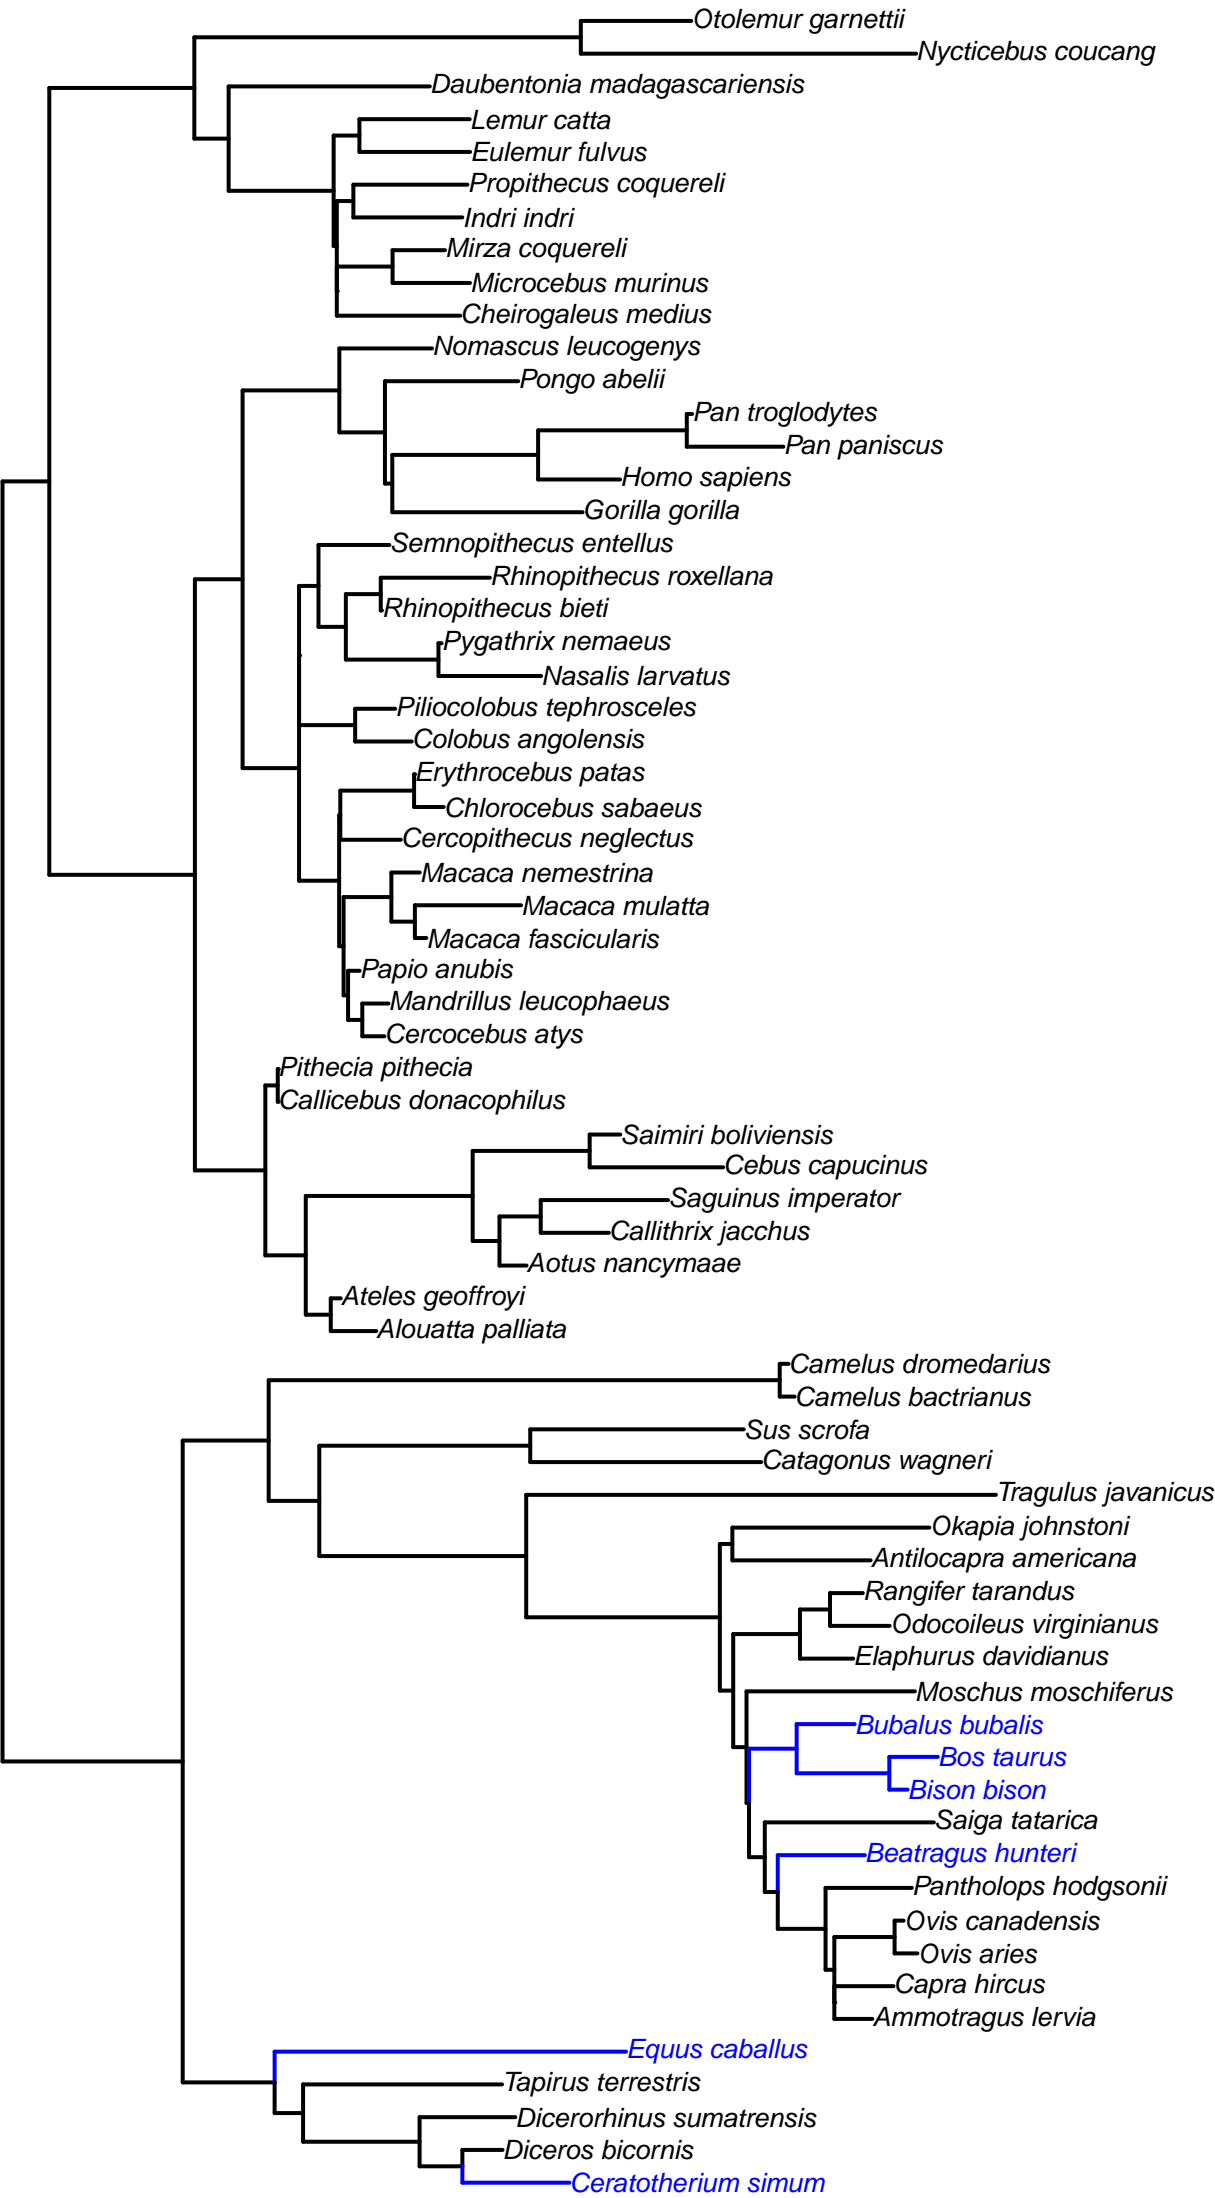 Otolemur garnettii
Nycticebus coucang
Daubentonia madagascariensis
Lemur catta
Eulemur fulvus
Propithecus coquereli
Indri indri
Mirza coquereli
Microcebus murinus
Cheirogaleus medius
Nomascus leucogenys
Pongo abelii
Pan troglodytes
Pan paniscus
Homo sapiens
Gorilla gorilla
Semnopithecus entellus
Rhinopithecus roxellana
Rhinopithecus bieti
Pygathrix nemaeus
Nasalis larvatus
Piliocolobus tephrosceles
Colobus angolensis
Erythrocebus patas
Chlorocebus sabaeus
Cercopithecus neglectus
Macaca nemestrina
Macaca mulatta
Macaca fascicularis
Papio anubis
Mandrillus leucophaeus
Cercocebus atys
Pithecia pithecia
Callicebus donacophilus
Saimiri boliviensis
Cebus capucinus
Saguinus imperator
Callithrix jacchus
Aotus nancymaae
Ateles geoffroyi
Alouatta palliata
Camelus dromedarius
Camelus bactrianus
Sus scrofa
Catagonus wagneri
Tragulus javanicus
Okapia johnstoni
Antilocapra americana
Rangifer tarandus
Odocoileus virginianus
Elaphurus davidianus
Moschus moschiferus
Bubalus bubalis
Bos taurus
Bison bison
Saiga tatarica
Beatragus hunteri
Pantholops hodgsonii
Ovis canadensis
Ovis aries
Capra hircus
Ammotragus lervia
Equus caballus
Tapirus terrestris
Dicerorhinus sumatrensis
Diceros bicornis
Ceratotherium simum